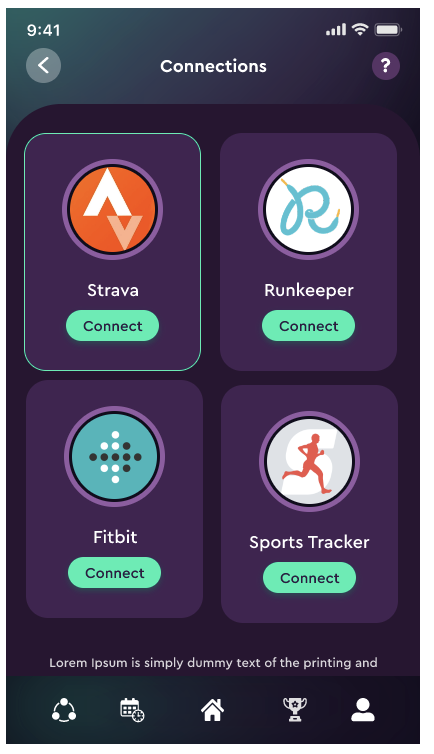 9:41
Connections
?
Strava
Connect
Runkeeper
Connect
Fitbit
Connect
Sports Tracker
Connect
Lorem Ipsum is simply dummy text of the printing and